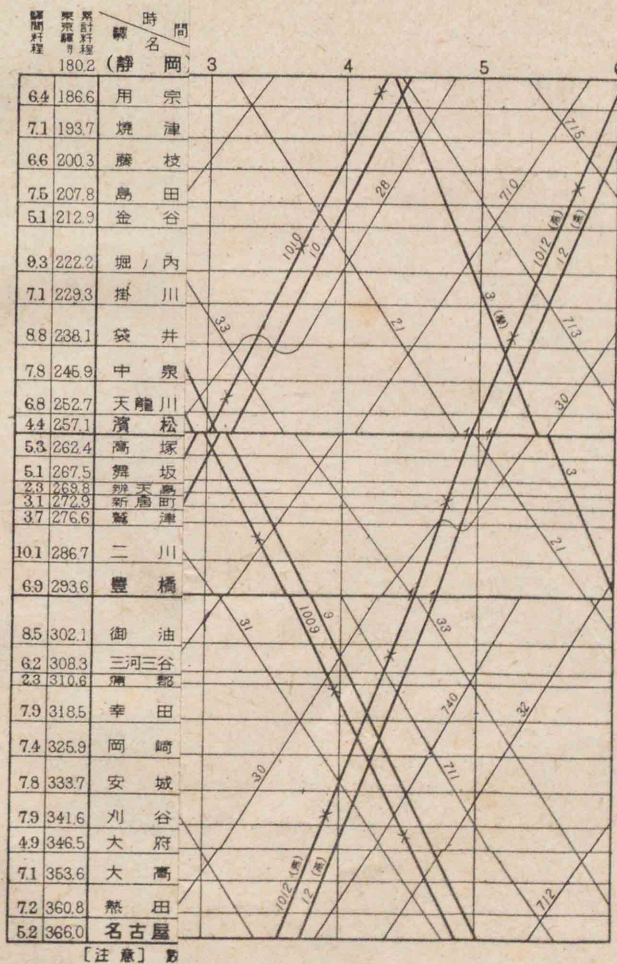 驛間粁程 東京驛ヨリ 累計粁程 驛名 時間
180.2 (靜岡) 3 4 5 6
6.4 186.6 用宗
7.1 193.7 燒津
6.6 200.3 藤枝
7.5 207.8 島田
5.1 212.9 金谷
9.3 222.2 堀ノ内
7.1 229.3 掛川
8.8 238.1 袋井
7.8 245.9 中泉
6.8 252.7 天龍川
4.4 257.1 濱松
5.3 262.4 高塚
5.1 267.5 舞坂
2.3 269.8 辨天島
3.1 272.9 新居町
3.7 276.6 鷲津
10.1 286.7 二川
6.9 293.6 豊橋
8.5 302.1 御油
6.2 308.3 三河三谷
2.3 310.6 蒲郡
7.9 318.5 幸田
7.4 325.9 岡崎
7.8 333.7 安城
7.9 341.6 刈谷
4.9 346.5 大府
7.1 353.6 大高
7.2 360.8 熱田
5.2 366.0 名古屋
[注意]
715
28
710
1010
10
1012 (燕)
12 (燕)
33
21
3
713
30
3
21
31
1009
9
33
740
32
30
711
1012 (燕)
12 (燕)
712